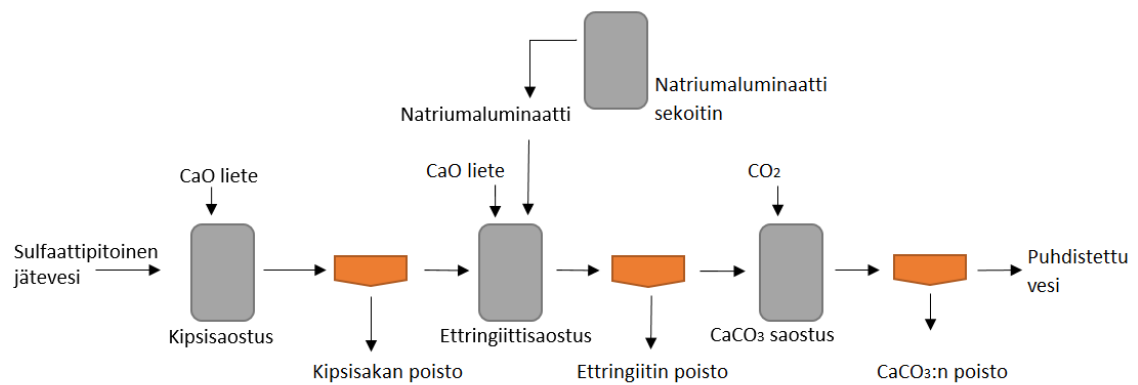 Natriumaluminaatti
sekoitin
Natriumaluminaatti
CaO liete
CaO liete
CO₂
Sulfaattipitoinen
jätevesi
Puhdistettu
vesi
Kipsisaostus
Ettringiittisaostus
CaCO₃ saostus
Kipsisakan poisto
Ettringiitin poisto
CaCO₃:n poisto